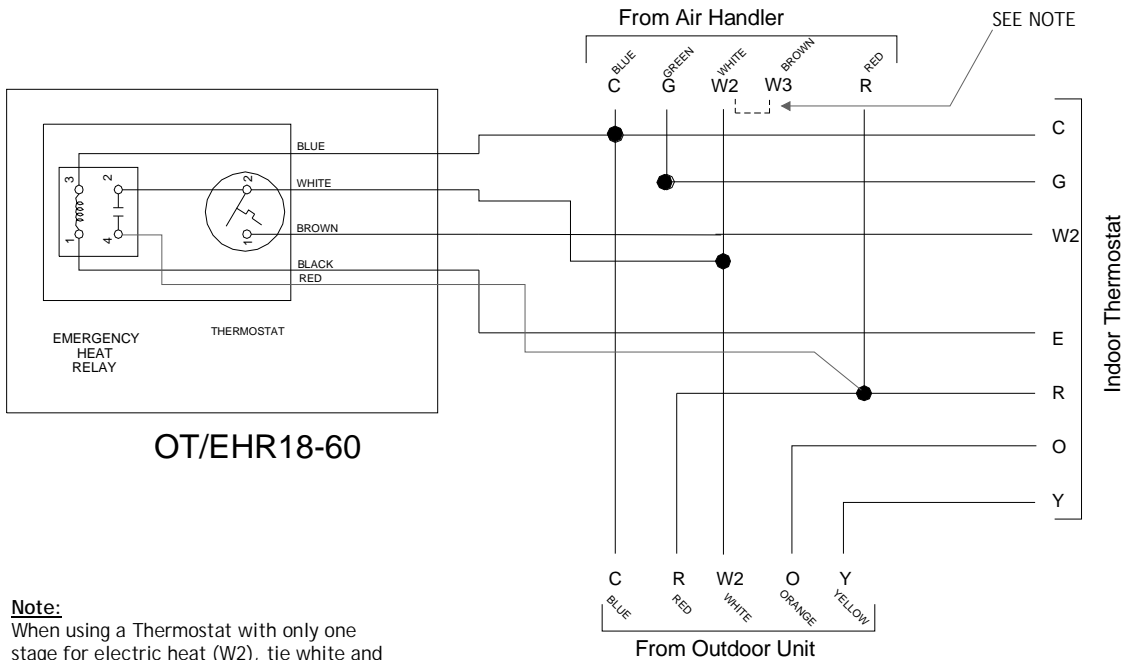 From Air Handler
SEE NOTE
BLUE
GREEN
WHITE
BROWN
RED
C
G
W2
W3
R
C
G
W2
E
R
O
Y
Indoor Thermostat
BLUE
WHITE
BROWN
BLACK
RED
3
2
1
4
2
1
EMERGENCY
HEAT
RELAY
THERMOSTAT
OT/EHR18-60
C
R
W2
O
Y
BLUE
RED
WHITE
ORANGE
YELLOW
From Outdoor Unit
Note:
When using a Thermostat with only one
stage for electric heat (W2), tie white and